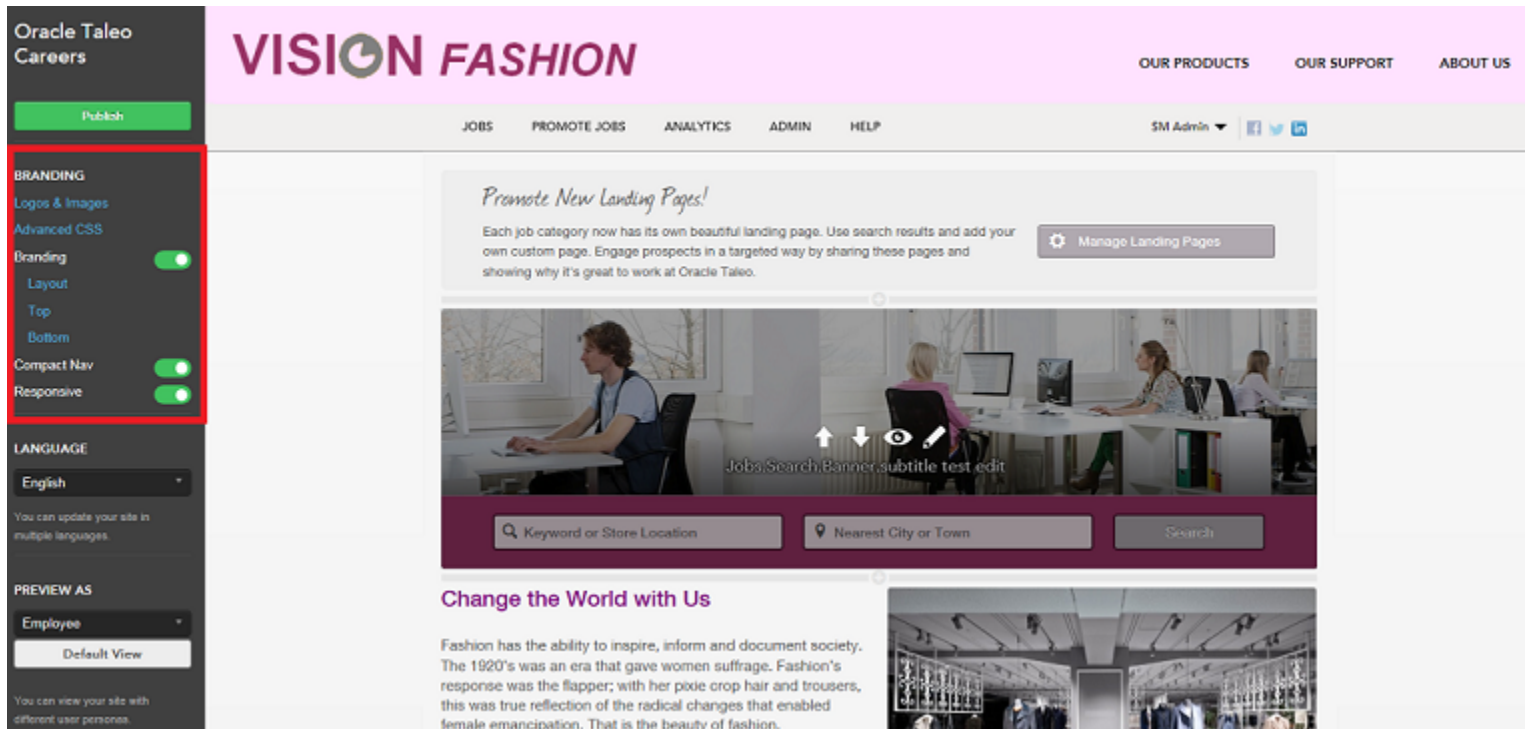 Oracle Taleo
Careers
Publish
BRANDING
Logos & Images
Advanced CSS
Branding
Layout
Top
Bottom
Compact Nav
Responsive
LANGUAGE
English
You can update your site in
multiple languages.
PREVIEW AS
Employee
Default View
You can view your site with
different user personas.
VISION FASHION
OUR PRODUCTS OUR SUPPORT ABOUT US
JOBS PROMOTE JOBS ANALYTICS ADMIN HELP
SM Admin
Promote New Landing Pages!
Each job category now has its own beautiful landing page. Use search results and add your
own custom page. Engage prospects in a targeted way by sharing these pages and
showing why it's great to work at Oracle Taleo.
Manage Landing Pages
Jobs.Search.Banner.subtitle test edit
Keyword or Store Location
Nearest City or Town
Search
Change the World with Us
Fashion has the ability to inspire, inform and document society.
The 1920's was an era that gave women suffrage. Fashion's
response was the flapper; with her pixie crop hair and trousers,
this was true reflection of the radical changes that enabled
female emancipation. That is the beauty of fashion.